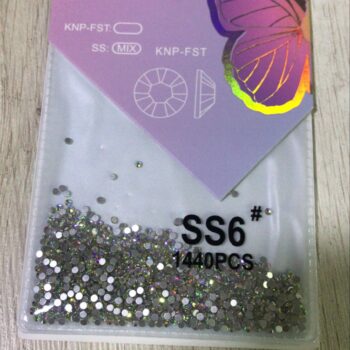 KNP-FST:
SS: MIX KNP-FST
SS6#
1440PCS